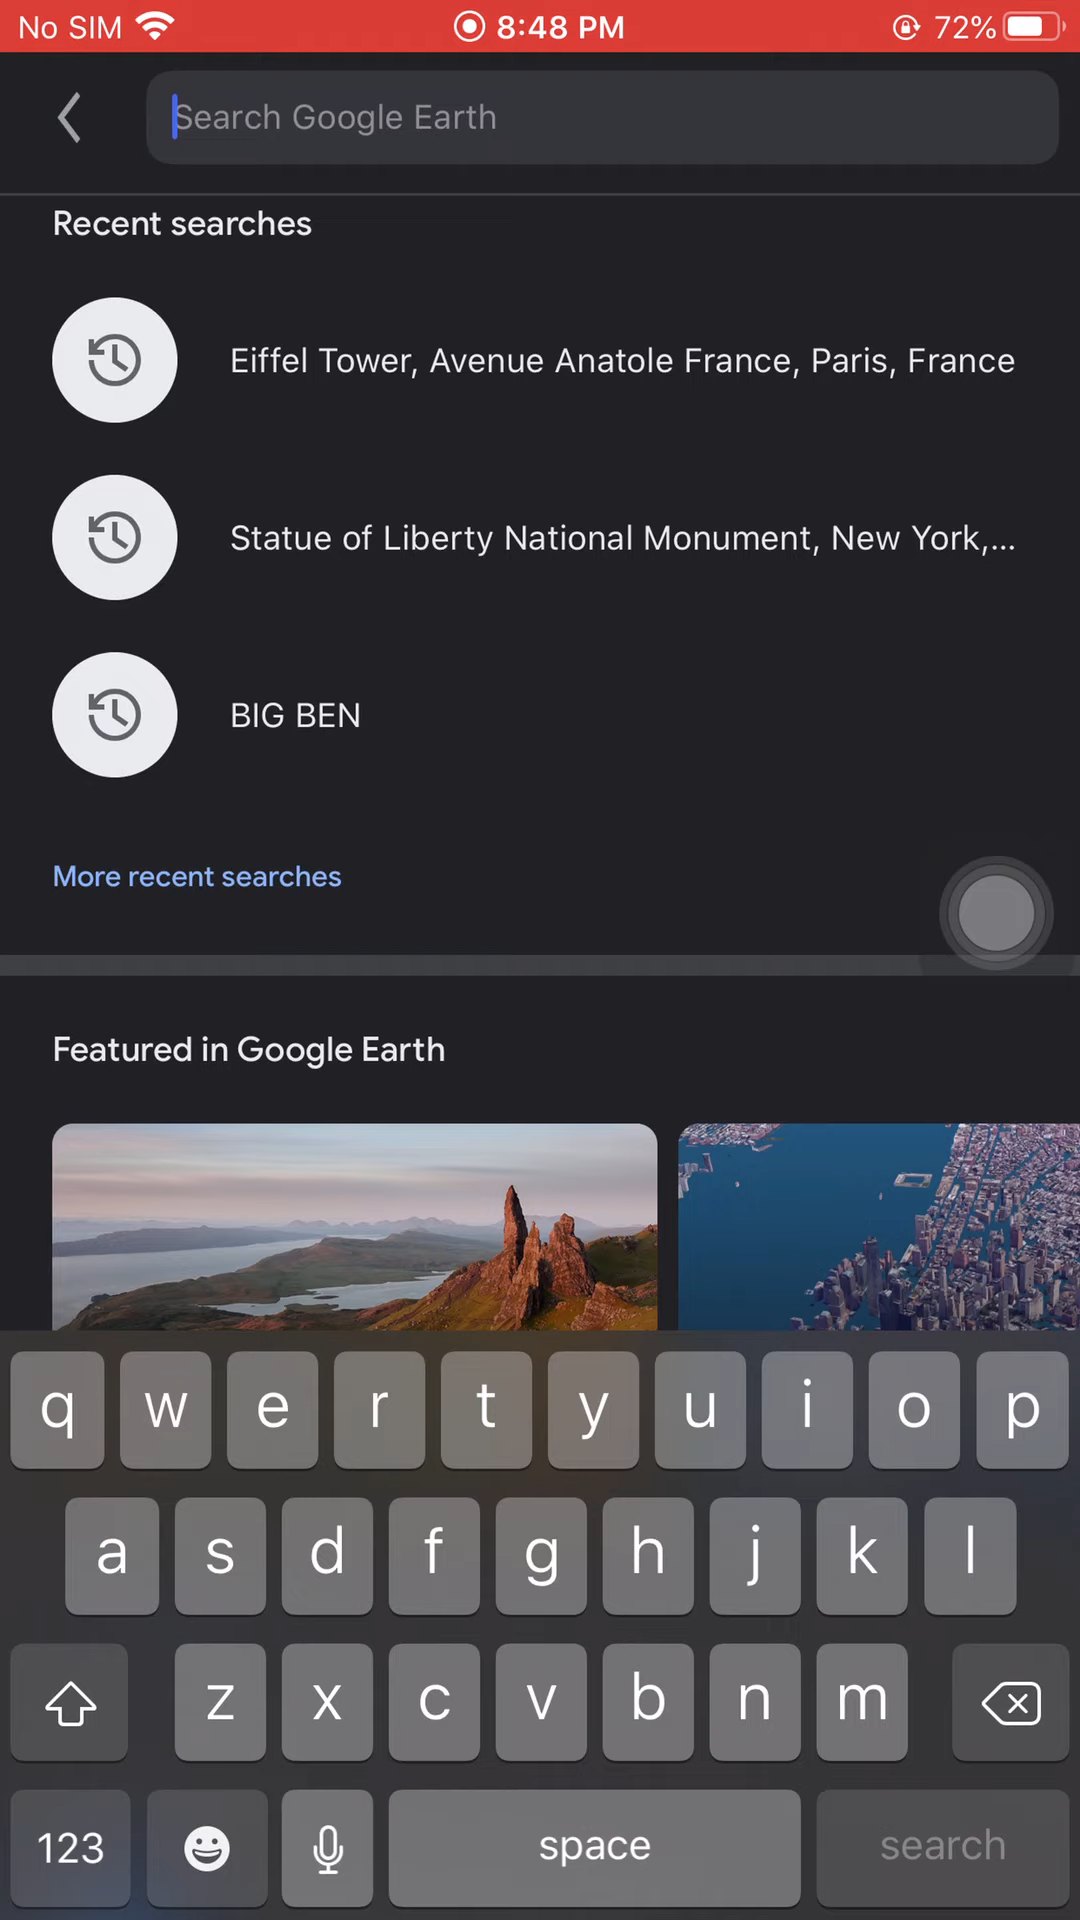 No SIM 8:48 PM 72%
Search Google Earth
Recent searches
Eiffel Tower, Avenue Anatole France, Paris, France
Statue of Liberty National Monument, New York,...
BIG BEN
More recent searches
Featured in Google Earth
q w e r t y u i o p
a s d f g h j k l
z x c v b n m
123 space search